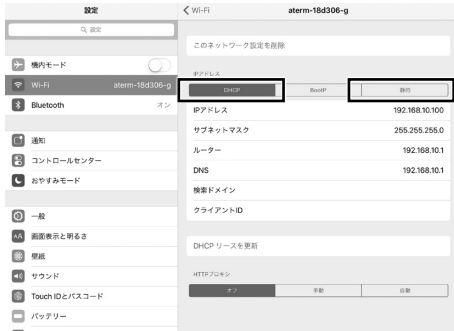 設定
検索
機内モード
Wi-Fi
aterm-18d306-g
Bluetooth
オン
通知
コントロールセンター
おやすみモード
一般
画面表示と明るさ
壁紙
サウンド
Touch IDとパスコード
バッテリー
Wi-Fi
aterm-18d306-g
このネットワーク設定を削除
IPアドレス
DHCP
BootP
静的
IPアドレス
192.168.10.100
サブネットマスク
255.255.255.0
ルーター
192.168.10.1
DNS
192.168.10.1
検索ドメイン
クライアントID
DHCP リースを更新
HTTPプロキシ
オフ
手動
自動